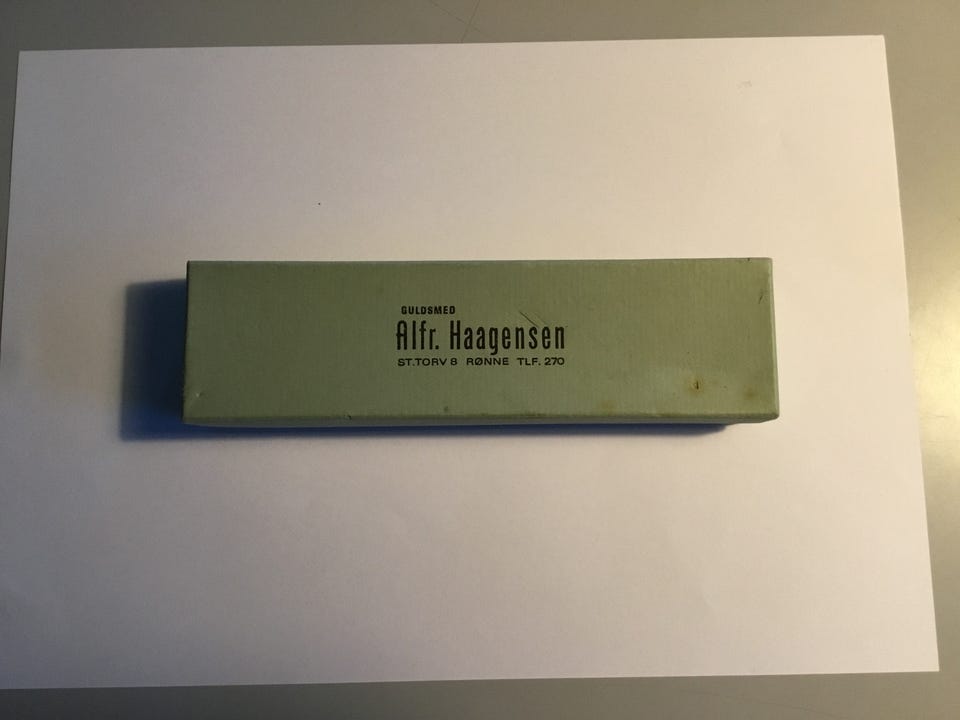 GULDSMED
Alfr. Haagensen
ST.TORV 8 RØNNE TLF. 270